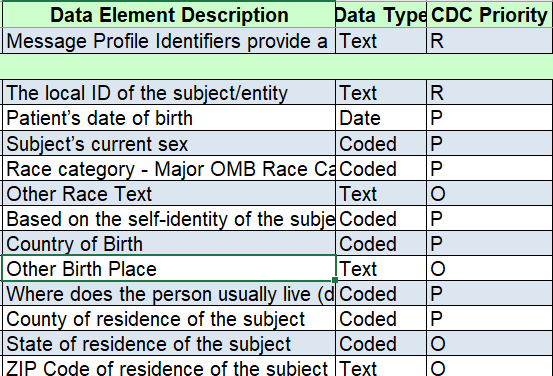 Data Element Description Data Type CDC Priority
Message Profile Identifiers provide a Text R
The local ID of the subject/entity Text R
Patient's date of birth Date P
Subject's current sex Coded P
Race category - Major OMB Race Ca Coded P
Other Race Text Text O
Based on the self-identity of the subje Coded P
Country of Birth Coded P
Other Birth Place Text O
Where does the person usually live (d Coded P
County of residence of the subject Coded P
State of residence of the subject Coded O
ZIP Code of residence of the subject Text O